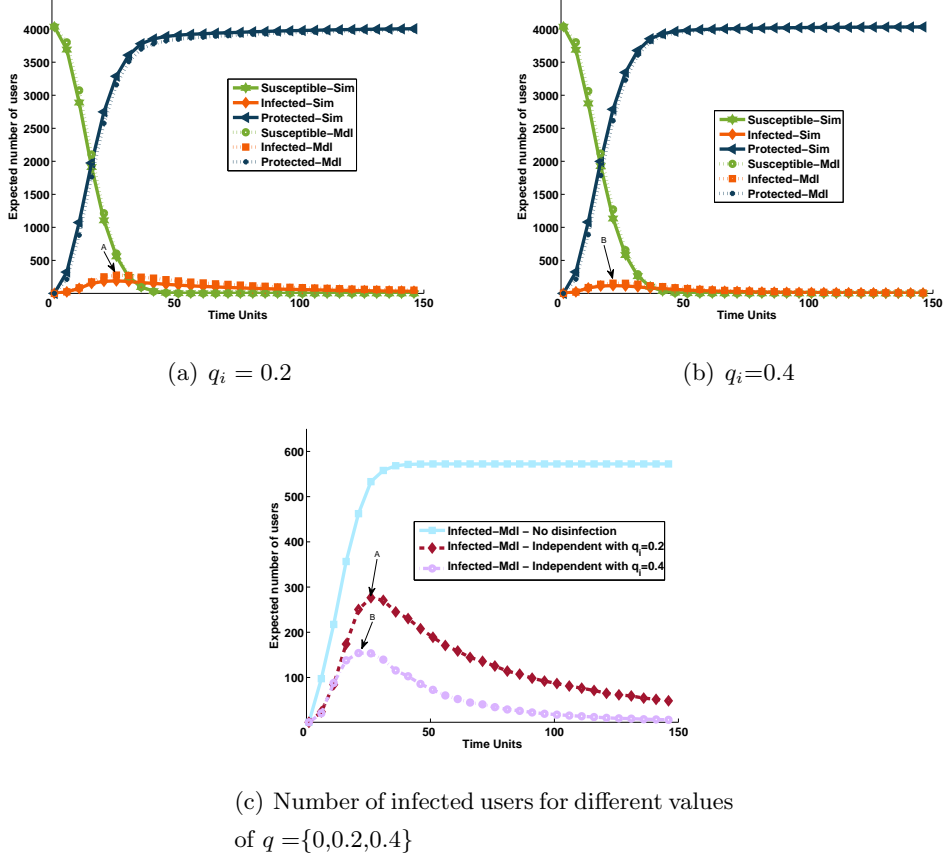 4000
3500
3000
2500
2000
1500
1000
500
0
50
100
150
Expected number of users
Time Units
Susceptible-Sim
Infected-Sim
Protected-Sim
Susceptible-Mdl
Infected-Mdl
Protected-Mdl
A
(a) q_i = 0.2
4000
3500
3000
2500
2000
1500
1000
500
0
50
100
150
Expected number of users
Time Units
Susceptible-Sim
Infected-Sim
Protected-Sim
Susceptible-Mdl
Infected-Mdl
Protected-Mdl
B
(b) q_i=0.4
600
500
400
300
200
100
0
50
100
150
Expected number of users
Time Units
Infected-Mdl - No disinfection
Infected-Mdl - Independent with q_i=0.2
Infected-Mdl - Independent with q_i=0.4
A
B
(c) Number of infected users for different values
of q ={0,0.2,0.4}